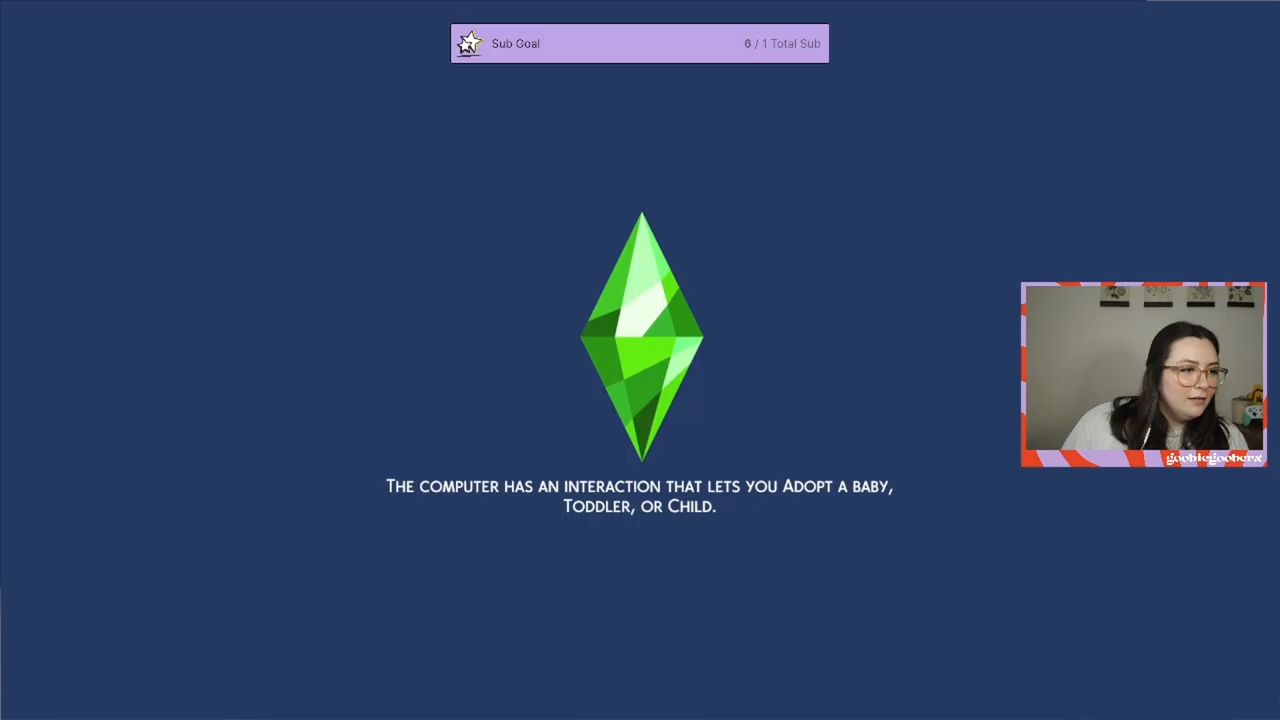 Sub Goal 6 / 1 Total Sub
THE COMPUTER HAS AN INTERACTION THAT LETS YOU ADOPT A BABY,
TODDLER, OR CHILD.
goobiegooberx